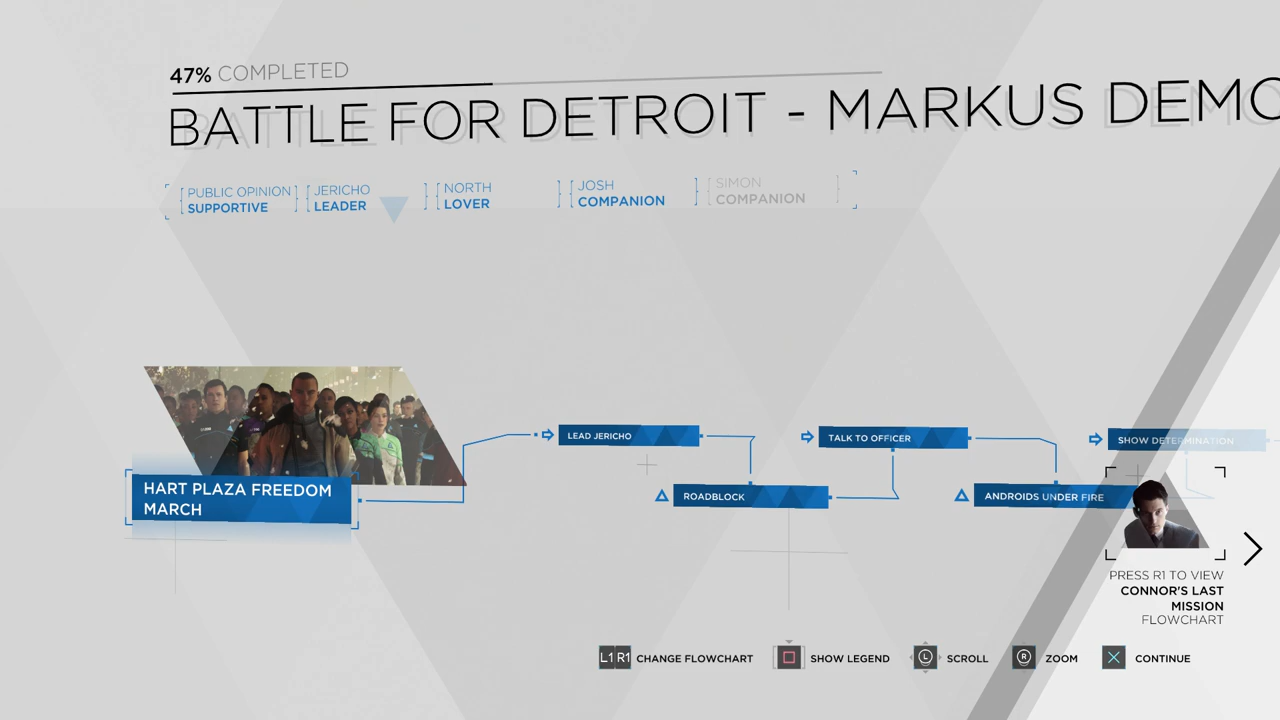 47% COMPLETED
BATTLE FOR DETROIT - MARKUS DEMO
PUBLIC OPINION
SUPPORTIVE
JERICHO
LEADER
NORTH
LOVER
JOSH
COMPANION
SIMON
COMPANION
HART PLAZA FREEDOM
MARCH
LEAD JERICHO
ROADBLOCK
TALK TO OFFICER
ANDROIDS UNDER FIRE
SHOW DETERMINATION
PRESS R1 TO VIEW
CONNOR'S LAST
MISSION
FLOWCHART
L1 R1 CHANGE FLOWCHART
SHOW LEGEND
L SCROLL
R ZOOM
CONTINUE